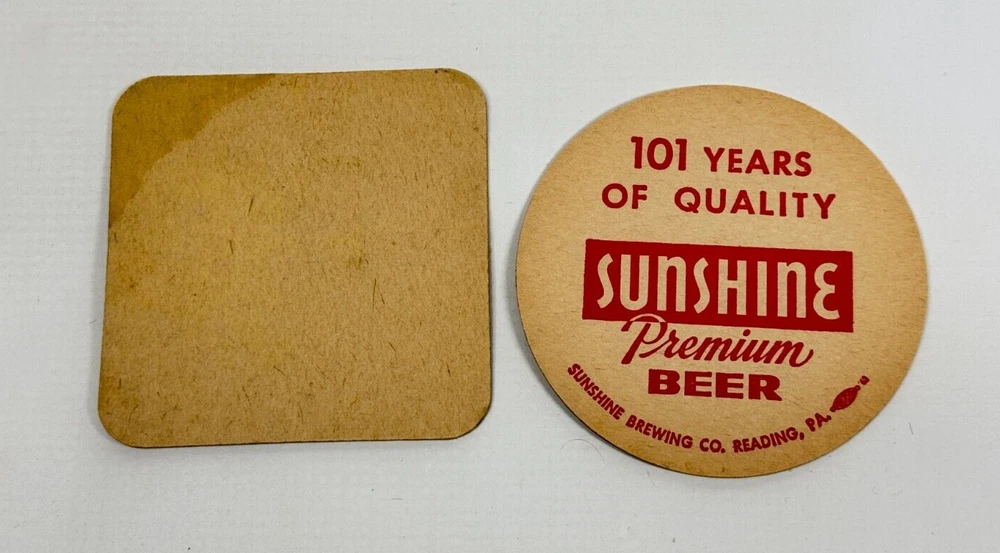 101 YEARS
OF QUALITY
SUNSHINE
Premium
BEER
SUNSHINE BREWING CO. READING, PA.